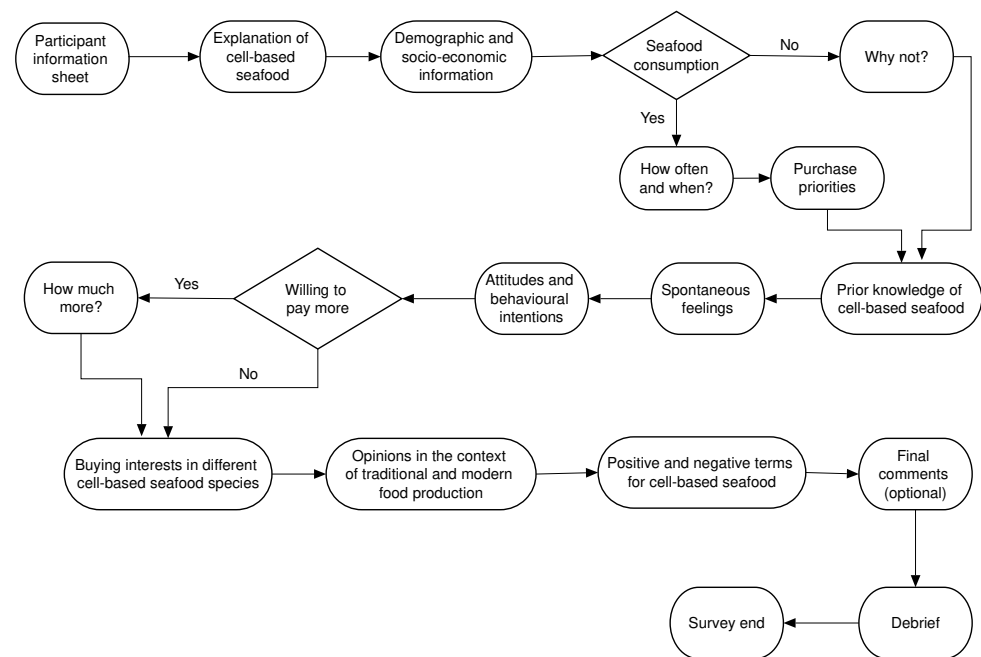 Participant
information
sheet
Explanation of
cell-based
seafood
Demographic and
socio-economic
information
Seafood
consumption
No
Why not?
Yes
How often
and when?
Purchase
priorities
Prior knowledge of
cell-based seafood
Spontaneous
feelings
Attitudes and
behavioural
intentions
Willing to
pay more
Yes
How much
more?
No
Buying interests in different
cell-based seafood species
Opinions in the context
of traditional and modern
food production
Positive and negative terms
for cell-based seafood
Final
comments
(optional)
Debrief
Survey end